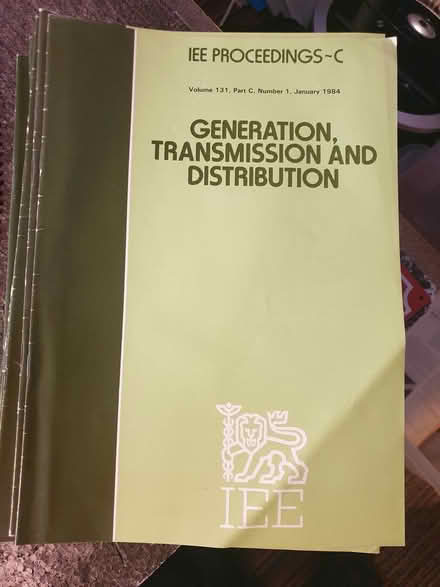 IEE PROCEEDINGS~C
Volume 131, Part C, Number 1, January 1984
GENERATION,
TRANSMISSION AND
DISTRIBUTION
IEE